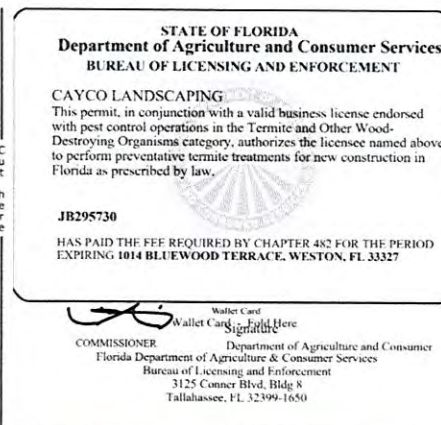 Cut here
STATE OF FLORIDA
Department of Agriculture and Consumer Services
BUREAU OF LICENSING AND ENFORCEMENT
CAYCO LANDSCAPING
This permit, in conjunction with a valid business license endorsed
with pest control operations in the Termite and Other Wood-
Destroying Organisms category, authorizes the licensee named above
to perform preventative termite treatments for new construction in
Florida as prescribed by law.
JB295730
HAS PAID THE FEE REQUIRED BY CHAPTER 482 FOR THE PERIOD
EXPIRING 1014 BLUEWOOD TERRACE, WESTON, FL 33327
Wallet Card
Wallet Card - Fold Here
Signature
COMMISSIONER Department of Agriculture and Consumer
Florida Department of Agriculture & Consumer Services
Bureau of Licensing and Enforcement
3125 Conner Blvd, Bldg 8
Tallahassee, FL 32399-1650